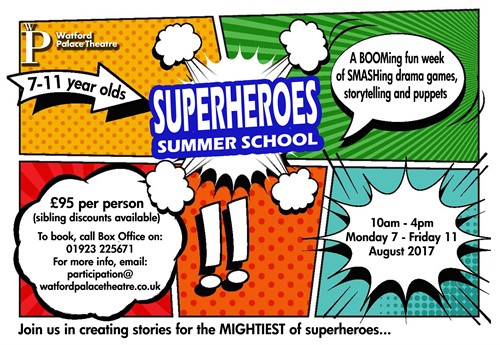 Watford
Palace Theatre
7-11 year olds
SUPERHEROES
SUMMER SCHOOL
A BOOMing fun week
of SMASHing drama games,
storytelling and puppets
£95 per person
(sibling discounts available)
To book, call Box Office on:
01923 225671
For more info, email:
participation@
watfordpalacetheatre.co.uk
!!
10am - 4pm
Monday 7 - Friday 11
August 2017
Join us in creating stories for the MIGHTIEST of superheroes...